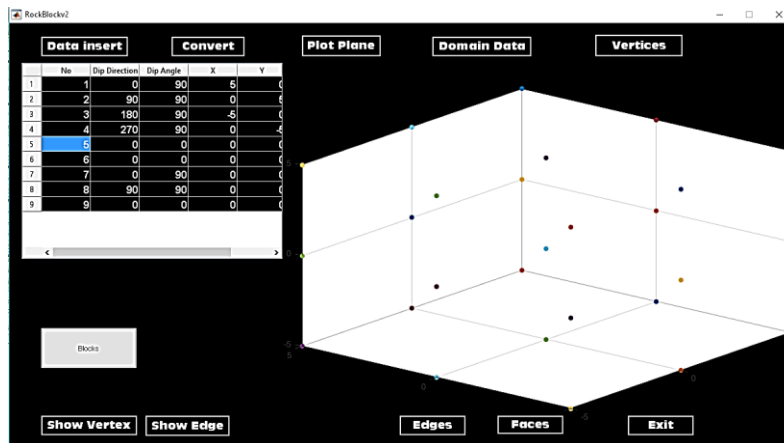 RockBlockv2
Data insert Convert Plot Plane Domain Data Vertices
No Dip Direction Dip Angle X Y
1 1 0 90 5 0
2 2 90 90 0 5
3 3 180 90 -5 0
4 4 270 90 0 -5
5 5 0 0 0 0
6 6 0 0 0 0
7 7 0 90 0 0
8 8 90 90 0 0
9 9 0 0 0 0
5
0
-5
5
0
-5
0
Blocks
Show Vertex Show Edge Edges Faces Exit